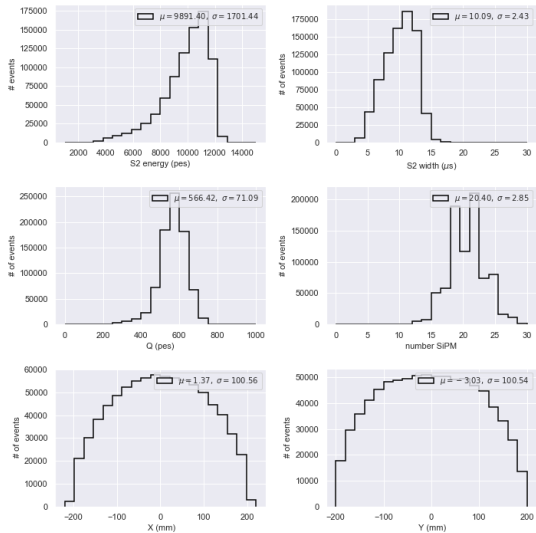 μ = 9891.40, σ = 1701.44
# of events
175000
150000
125000
100000
75000
50000
25000
0
2000 4000 6000 8000 10000 12000 14000
S2 energy (pes)
μ = 10.09, σ = 2.43
# of events
175000
150000
125000
100000
75000
50000
25000
0
0 5 10 15 20 25 30
S2 width (μs)
μ = 566.42, σ = 71.09
# of events
250000
200000
150000
100000
50000
0
0 200 400 600 800 1000
Q (pes)
μ = 20.40, σ = 2.85
# of events
200000
150000
100000
50000
0
0 5 10 15 20 25 30
number SiPM
μ = 1.37, σ = 100.56
# of events
60000
50000
40000
30000
20000
10000
0
−200 −100 0 100 200
X (mm)
μ = −3.03, σ = 100.54
# of events
50000
40000
30000
20000
10000
0
−200 −100 0 100 200
Y (mm)